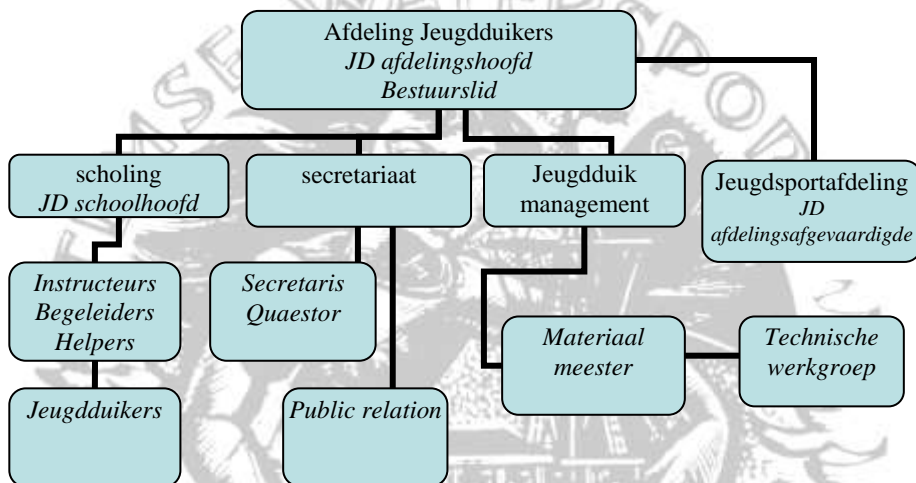 Afdeling Jeugdduikers
JD afdelingshoofd
Bestuurslid
scholing
JD schoolhoofd
secretariaat
Jeugdduik
management
Jeugdsportafdeling
JD
afdelingsafgevaardigde
Instructeurs
Begeleiders
Helpers
Secretaris
Quaestor
Materiaal
meester
Technische
werkgroep
Jeugdduikers
Public relation